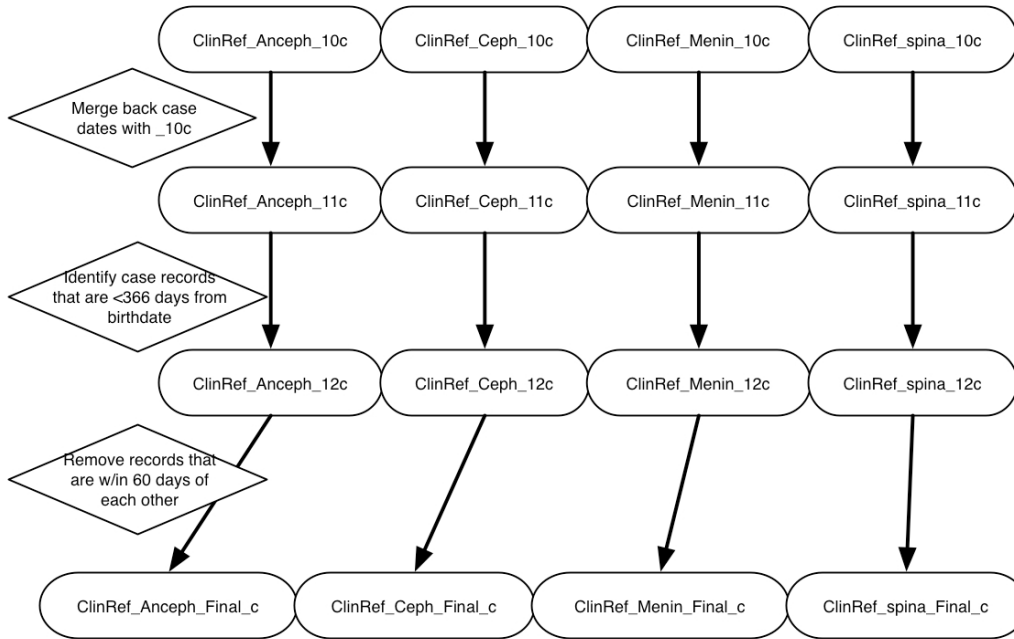 ClinRef_Anceph_10c
ClinRef_Ceph_10c
ClinRef_Menin_10c
ClinRef_spina_10c
Merge back case
dates with _10c
ClinRef_Anceph_11c
ClinRef_Ceph_11c
ClinRef_Menin_11c
ClinRef_spina_11c
Identify case records
that are <366 days from
birthdate
ClinRef_Anceph_12c
ClinRef_Ceph_12c
ClinRef_Menin_12c
ClinRef_spina_12c
Remove records that
are w/in 60 days of
each other
ClinRef_Anceph_Final_c
ClinRef_Ceph_Final_c
ClinRef_Menin_Final_c
ClinRef_spina_Final_c